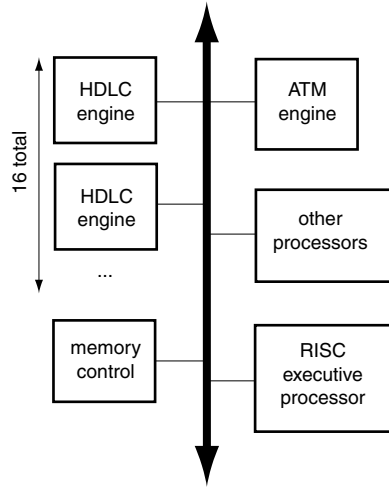 HDLC
engine
ATM
engine
16 total
HDLC
engine
other
processors
...
memory
control
RISC
executive
processor